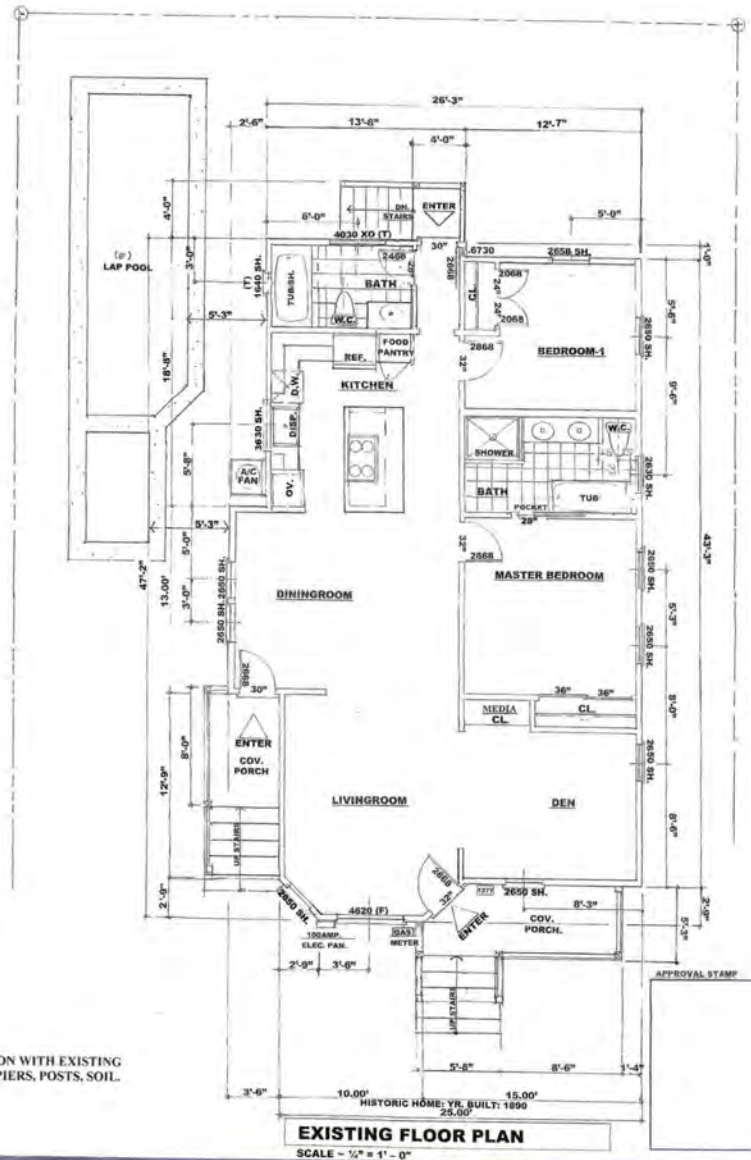 26'-3"
2'-6"
13'-6"
12'-7"
4'-0"
4'-0"
6'-0"
DN. STAIRS
ENTER
5'-0"
4030 XO (T)
30"
6730
2658 SH.
1'-0"
(e)
LAP POOL
3'-0"
(T)
1640 SH.
TUB/SH.
2468
28"
BATH
2868
CL.
2068
24"
24"
2068
5'-6"
W.C.
5'-3"
2650 SH.
FOOD
PANTRY
REF.
2868
BEDROOM-1
18'-8"
KITCHEN
32"
D.W.
9'-6"
3630 SH.
DISP.
W.C.
5'-8"
SHOWER
A/C
FAN
OV.
BATH
TUB
2630 SH.
POCKET
28"
5'-3"
43'-3"
32"
5'-0"
2868
47'-2"
13.00'
MASTER BEDROOM
2650 SH.
DININGROOM
3'-0"
2650 SH.
2650 SH.
5'-3"
2650 SH.
2868
30"
36"
36"
MEDIA
CL.
CL.
8'-0"
ENTER
COV.
PORCH
8'-0"
12'-9"
2650 SH.
LIVINGROOM
DEN
UP STAIRS
8'-6"
2868
32"
2650 SH.
2'-9"
2650 SH.
4620 (F)
8'-3"
2'-9"
100AMP.
ELEC. PAN.
GAS
METER
ENTER
COV.
PORCH.
5'-3"
2'-9"
3'-6"
APPROVAL STAMP
UP STAIRS
ON WITH EXISTING
PIERS, POSTS, SOIL.
5'-8"
8'-6"
1'-4"
3'-6"
10.00'
15.00'
HISTORIC HOME: YR. BUILT: 1890
25.00'
EXISTING FLOOR PLAN
SCALE ~ ¼" = 1' - 0"